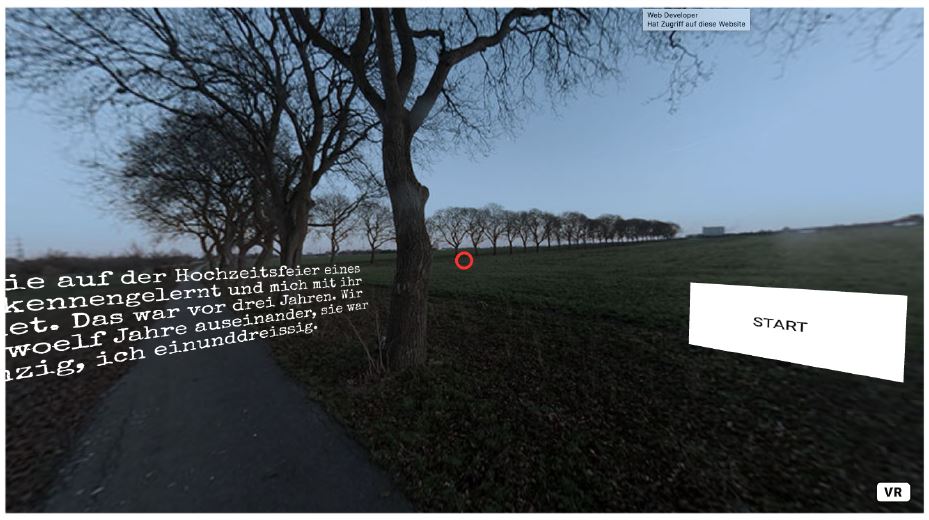 Web Developer
Hat Zugriff auf diese Website
ie auf der Hochzeitsfeier eines
kennengelernt und mich mit ihr
et. Das war vor drei Jahren. Wir
woelf Jahre auseinander, sie war
nzig, ich einunddreissig.
START
VR